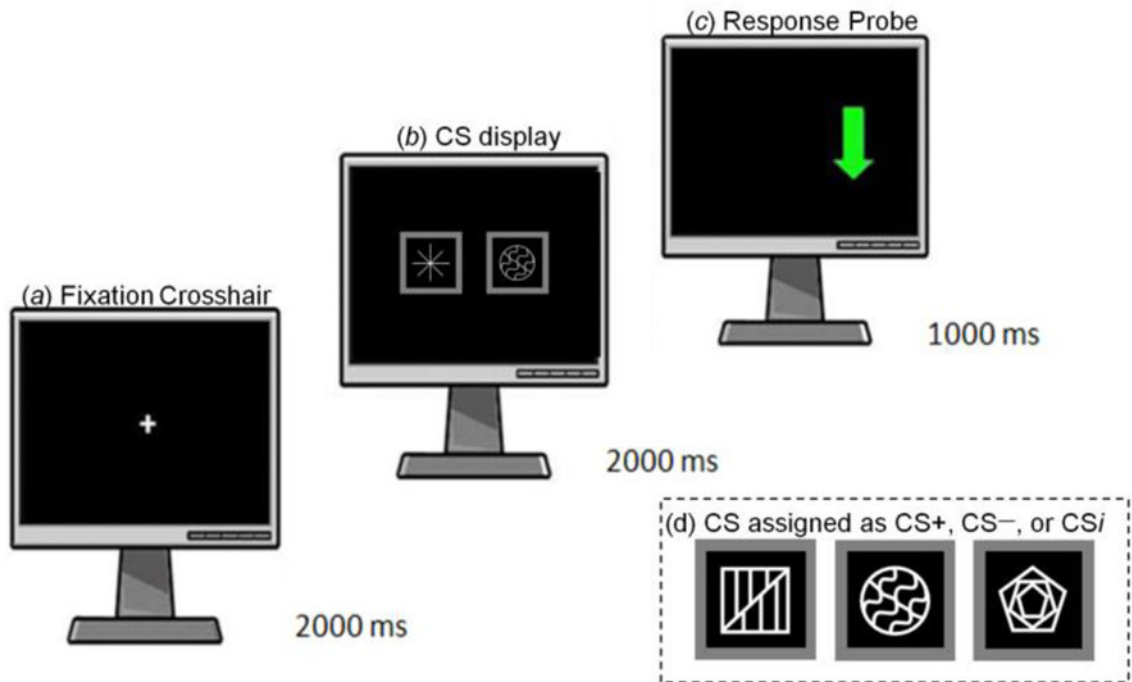 (c) Response Probe
(b) CS display
(a) Fixation Crosshair
1000 ms
2000 ms
(d) CS assigned as CS+, CS—, or CSi
2000 ms